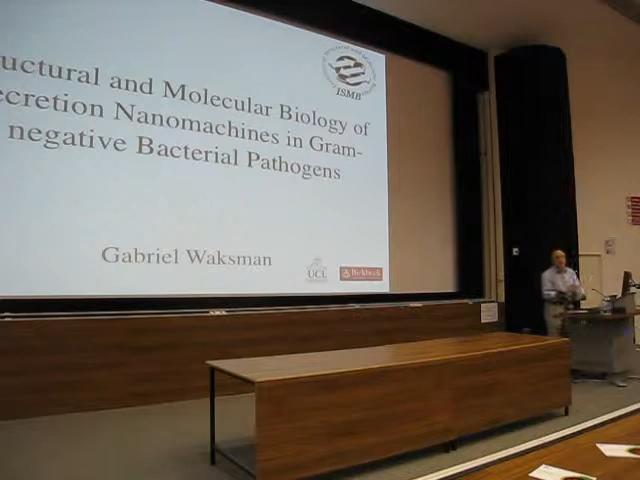 uctural and Molecular Biology of
ecretion Nanomachines in Gram-
negative Bacterial Pathogens
ISMB
Gabriel Waksman
UCL
Birkbeck